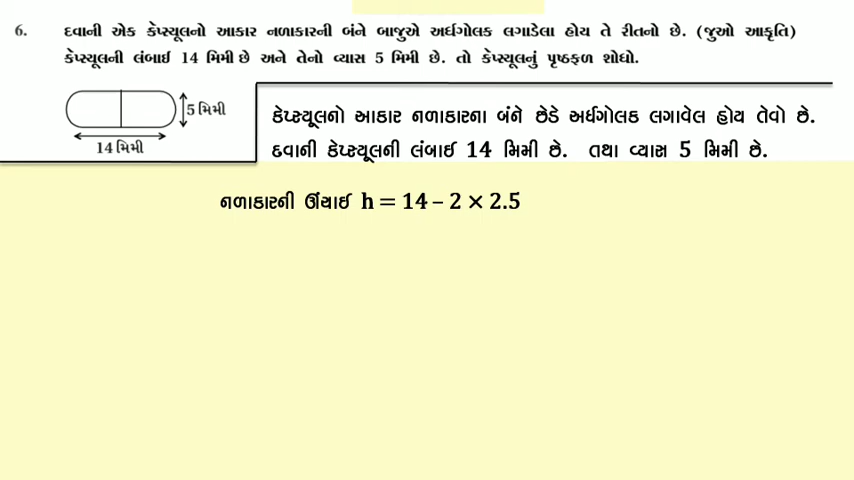 6. દવાની એક કૅપ્સ્યૂલનો આકાર નળાકારની બંને બાજુએ અર્ધગોલક લગાડેલા હોય તે રીતનો છે. (જુઓ આકૃતિ)
કૅપ્સ્યૂલની લંબાઈ 14 મિમી છે અને તેનો વ્યાસ 5 મિમી છે. તો કૅપ્સ્યૂલનું પૃષ્ઠફળ શોધો.
5 મિમી
14 મિમી
કેપ્સ્યૂલનો આકાર નળાકારના બંને છેડે અર્ધગોલક લગાવેલ હોય તેવો છે.
દવાની કેપ્સ્યૂલની લંબાઈ 14 મિમી છે. તથા વ્યાસ 5 મિમી છે.
નળાકારની ઊંચાઈ h = 14 – 2 × 2.5